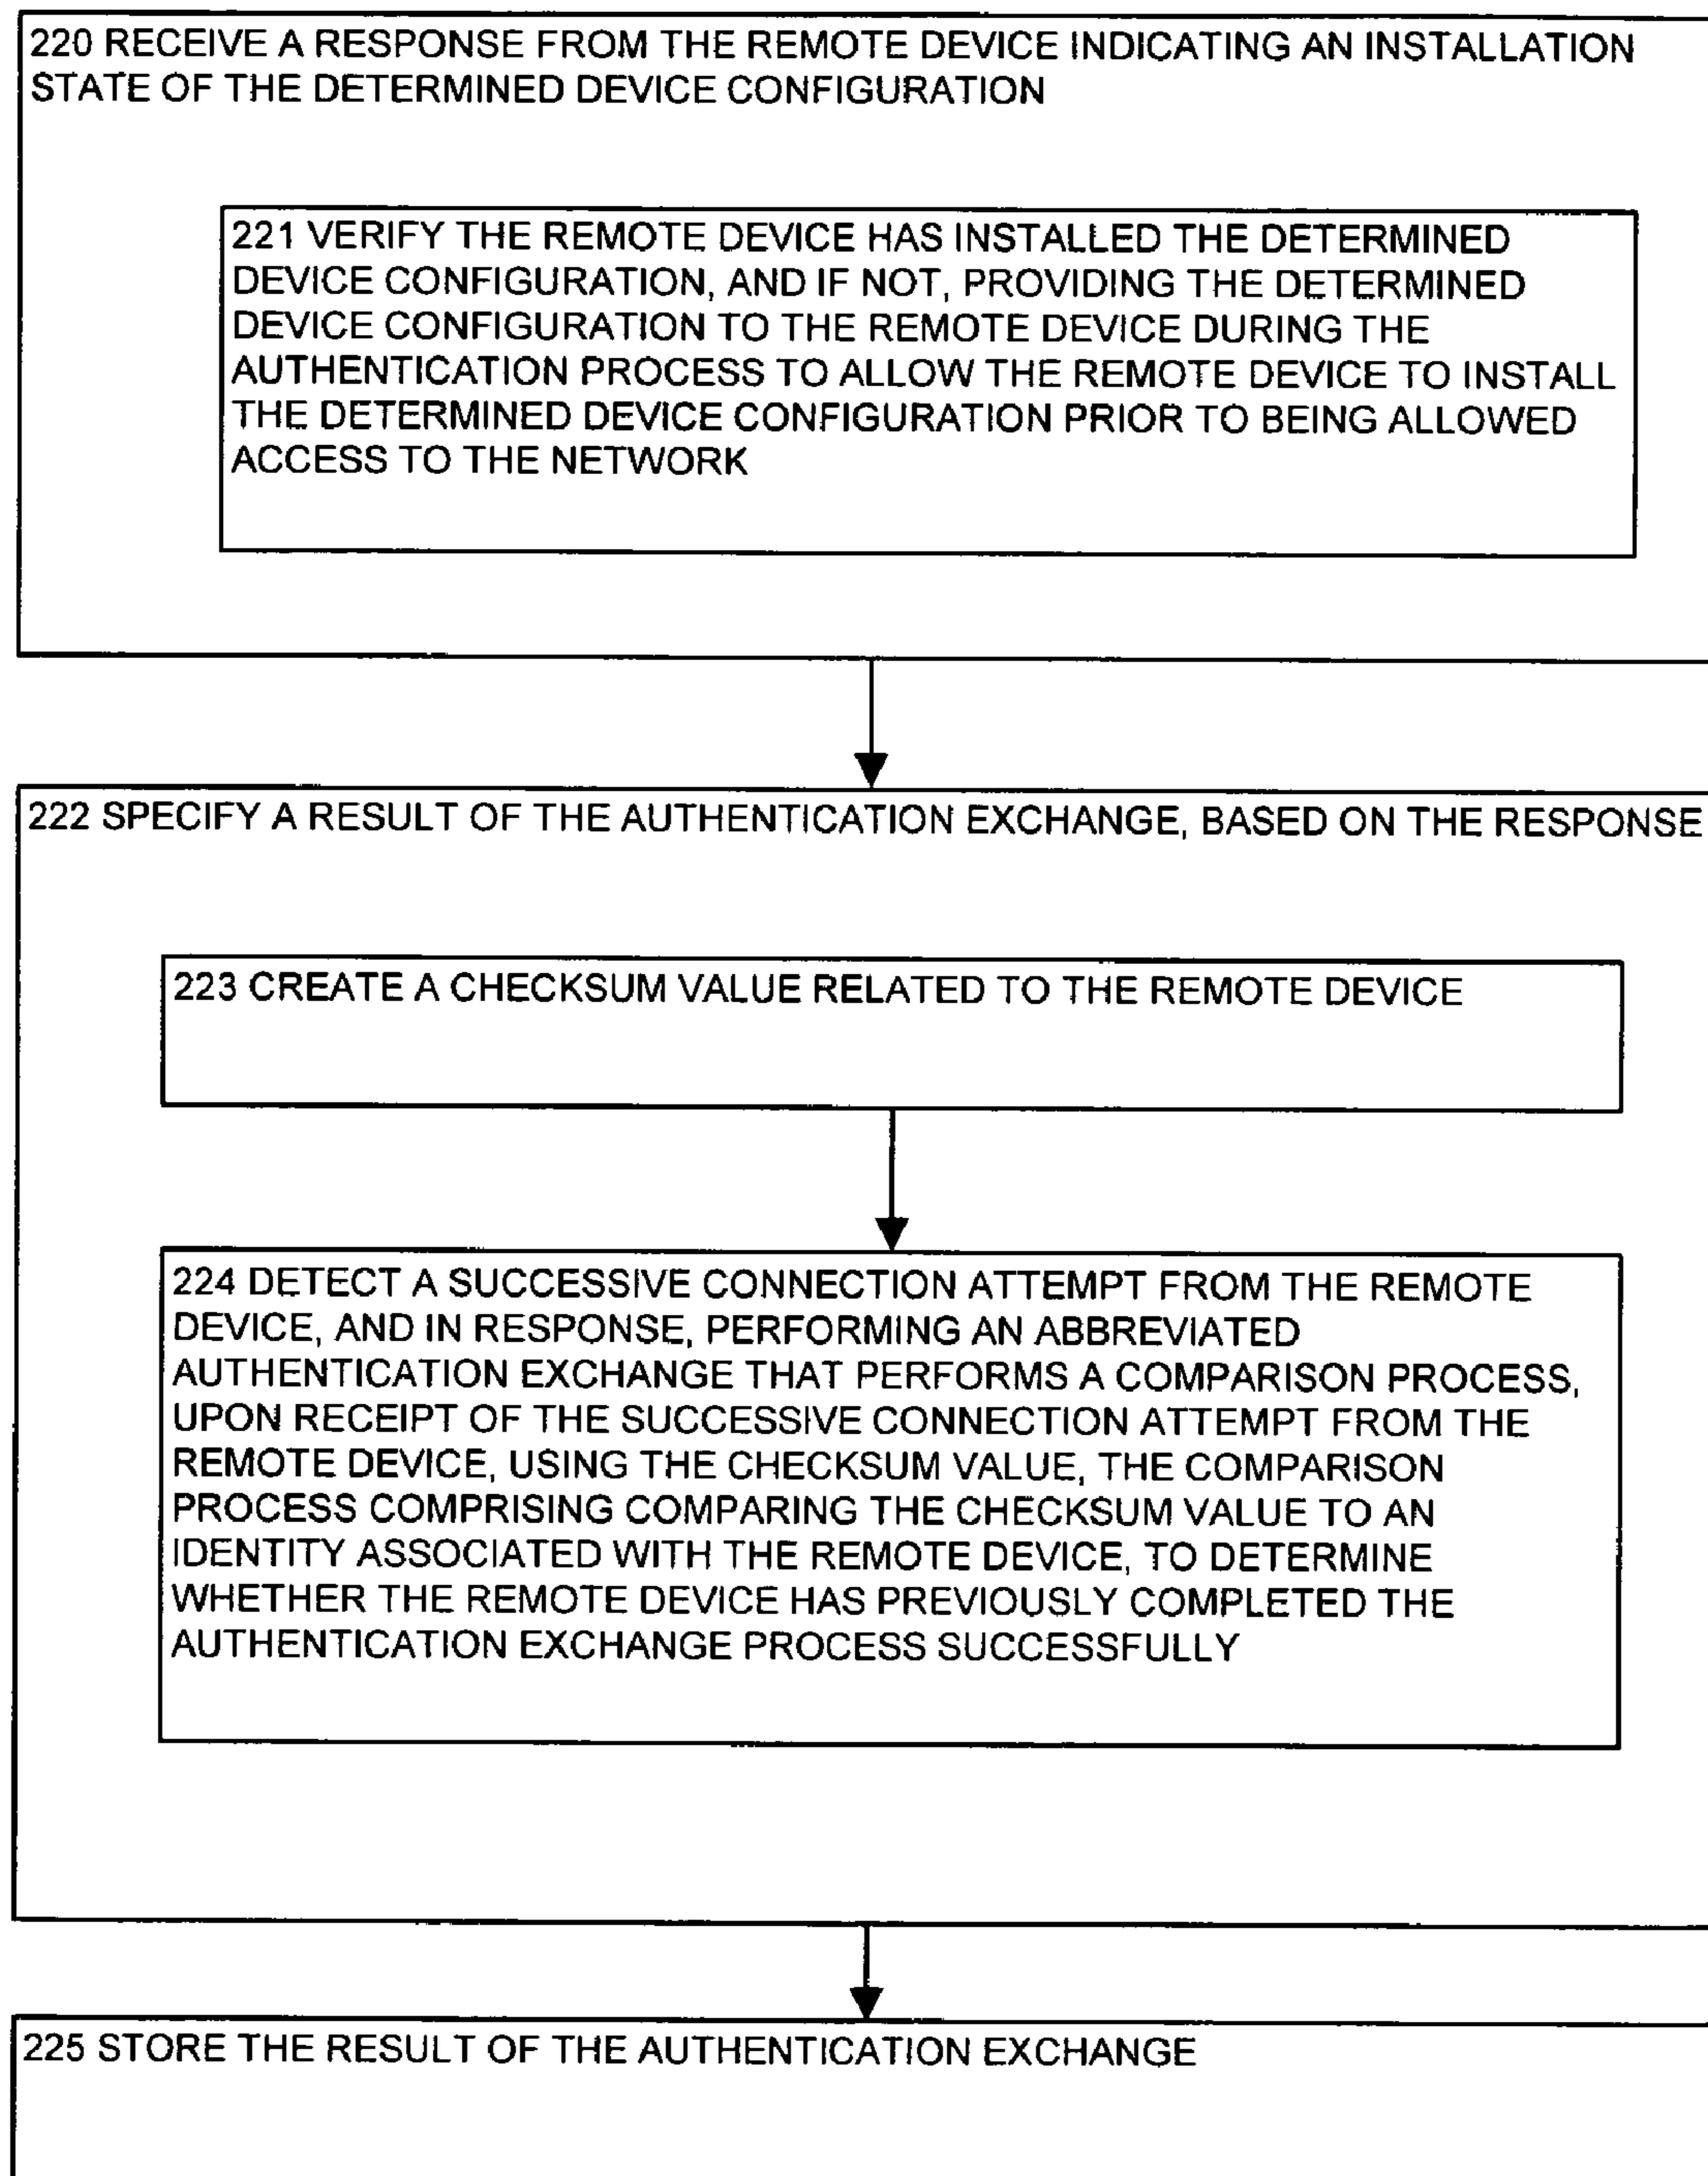 220 RECEIVE A RESPONSE FROM THE REMOTE DEVICE INDICATING AN INSTALLATION
STATE OF THE DETERMINED DEVICE CONFIGURATION
221 VERIFY THE REMOTE DEVICE HAS INSTALLED THE DETERMINED
DEVICE CONFIGURATION, AND IF NOT, PROVIDING THE DETERMINED
DEVICE CONFIGURATION TO THE REMOTE DEVICE DURING THE
AUTHENTICATION PROCESS TO ALLOW THE REMOTE DEVICE TO INSTALL
THE DETERMINED DEVICE CONFIGURATION PRIOR TO BEING ALLOWED
ACCESS TO THE NETWORK
222 SPECIFY A RESULT OF THE AUTHENTICATION EXCHANGE, BASED ON THE RESPONSE
223 CREATE A CHECKSUM VALUE RELATED TO THE REMOTE DEVICE
224 DETECT A SUCCESSIVE CONNECTION ATTEMPT FROM THE REMOTE
DEVICE, AND IN RESPONSE, PERFORMING AN ABBREVIATED
AUTHENTICATION EXCHANGE THAT PERFORMS A COMPARISON PROCESS,
UPON RECEIPT OF THE SUCCESSIVE CONNECTION ATTEMPT FROM THE
REMOTE DEVICE, USING THE CHECKSUM VALUE, THE COMPARISON
PROCESS COMPRISING COMPARING THE CHECKSUM VALUE TO AN
IDENTITY ASSOCIATED WITH THE REMOTE DEVICE, TO DETERMINE
WHETHER THE REMOTE DEVICE HAS PREVIOUSLY COMPLETED THE
AUTHENTICATION EXCHANGE PROCESS SUCCESSFULLY
225 STORE THE RESULT OF THE AUTHENTICATION EXCHANGE